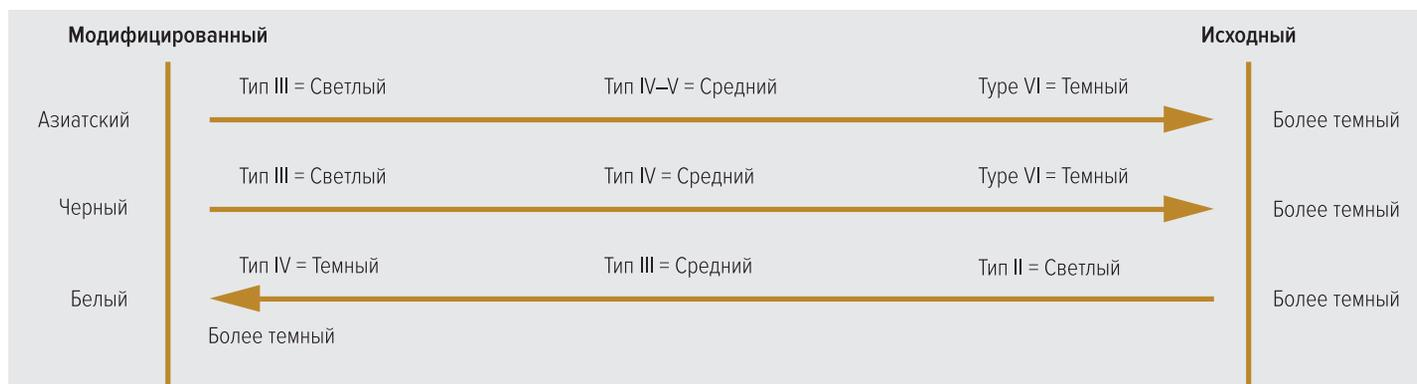 Модифицированный Исходный
Тип III = Светлый Тип IV–V = Средний Type VI = Темный
Азиатский Более темный
Тип III = Светлый Тип IV = Средний Type VI = Темный
Черный Более темный
Тип IV = Темный Тип III = Средний Тип II = Светлый
Белый Более темный
Более темный